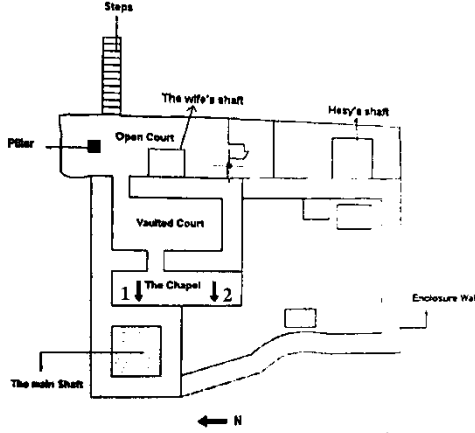 Steps
The wife's shaft
Hesy's shaft
Open Court
Piller
Vaulted Court
The Chapel
1
2
Enclosure Wall
The main Shaft
N